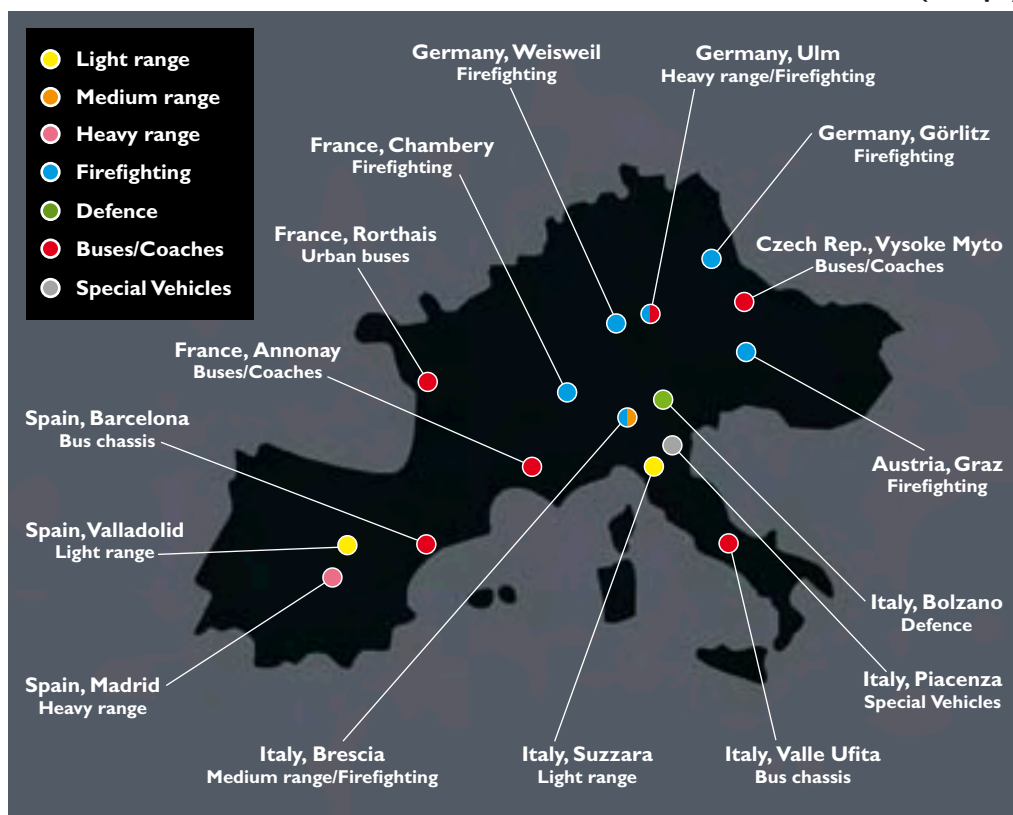 Light range
Medium range
Heavy range
Firefighting
Defence
Buses/Coaches
Special Vehicles
Germany, Weisweil
Firefighting
Germany, Ulm
Heavy range/Firefighting
Germany, Görlitz
Firefighting
France, Chambery
Firefighting
France, Rorthais
Urban buses
Czech Rep., Vysoke Myto
Buses/Coaches
France, Annonay
Buses/Coaches
Spain, Barcelona
Bus chassis
Austria, Graz
Firefighting
Spain, Valladolid
Light range
Italy, Bolzano
Defence
Spain, Madrid
Heavy range
Italy, Piacenza
Special Vehicles
Italy, Brescia
Medium range/Firefighting
Italy, Suzzara
Light range
Italy, Valle Ufita
Bus chassis